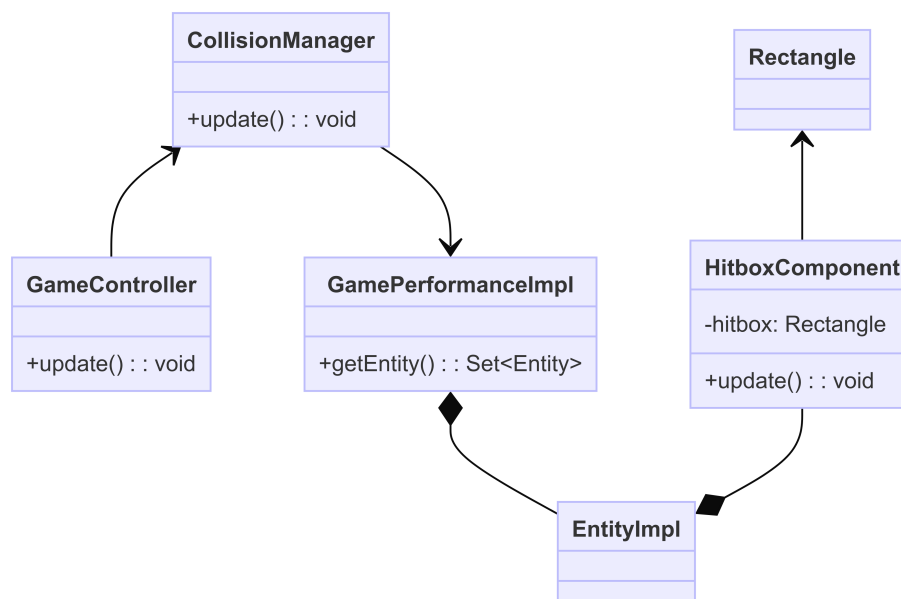 CollisionManager
+update() : : void
Rectangle
GameController
+update() : : void
GamePerformanceImpl
+getEntity() : : Set<Entity>
HitboxComponent
-hitbox: Rectangle
+update() : : void
EntityImpl